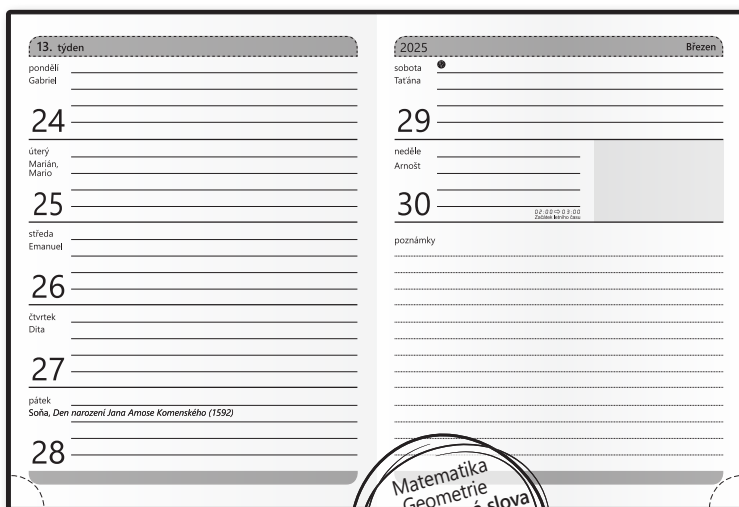 13. týden
pondělí
Gabriel
24
úterý
Marián,
Mario
25
středa
Emanuel
26
čtvrtek
Dita
27
pátek
Soňa, Den narození Jana Amose Komenského (1592)
28
2025 Březen
sobota
Taťána
29
neděle
Arnošt
30
02:00⇨03:00
Začátek letního času
poznámky
Matematika
Geometrie
slova